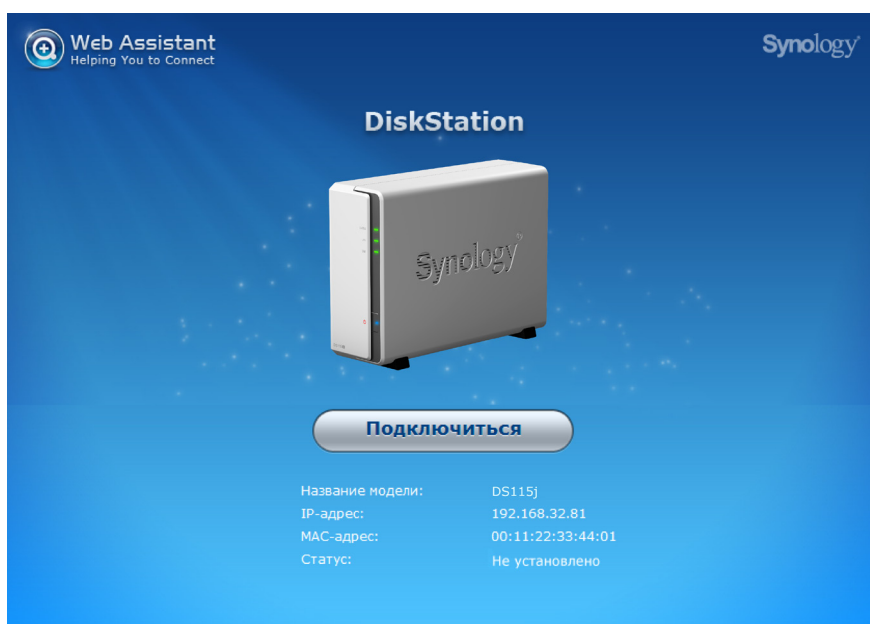 Web Assistant
Helping You to Connect
Synology
DiskStation
Synology
Подключиться
Название модели: DS115j
IP-адрес: 192.168.32.81
MAC-адрес: 00:11:22:33:44:01
Статус: Не установлено